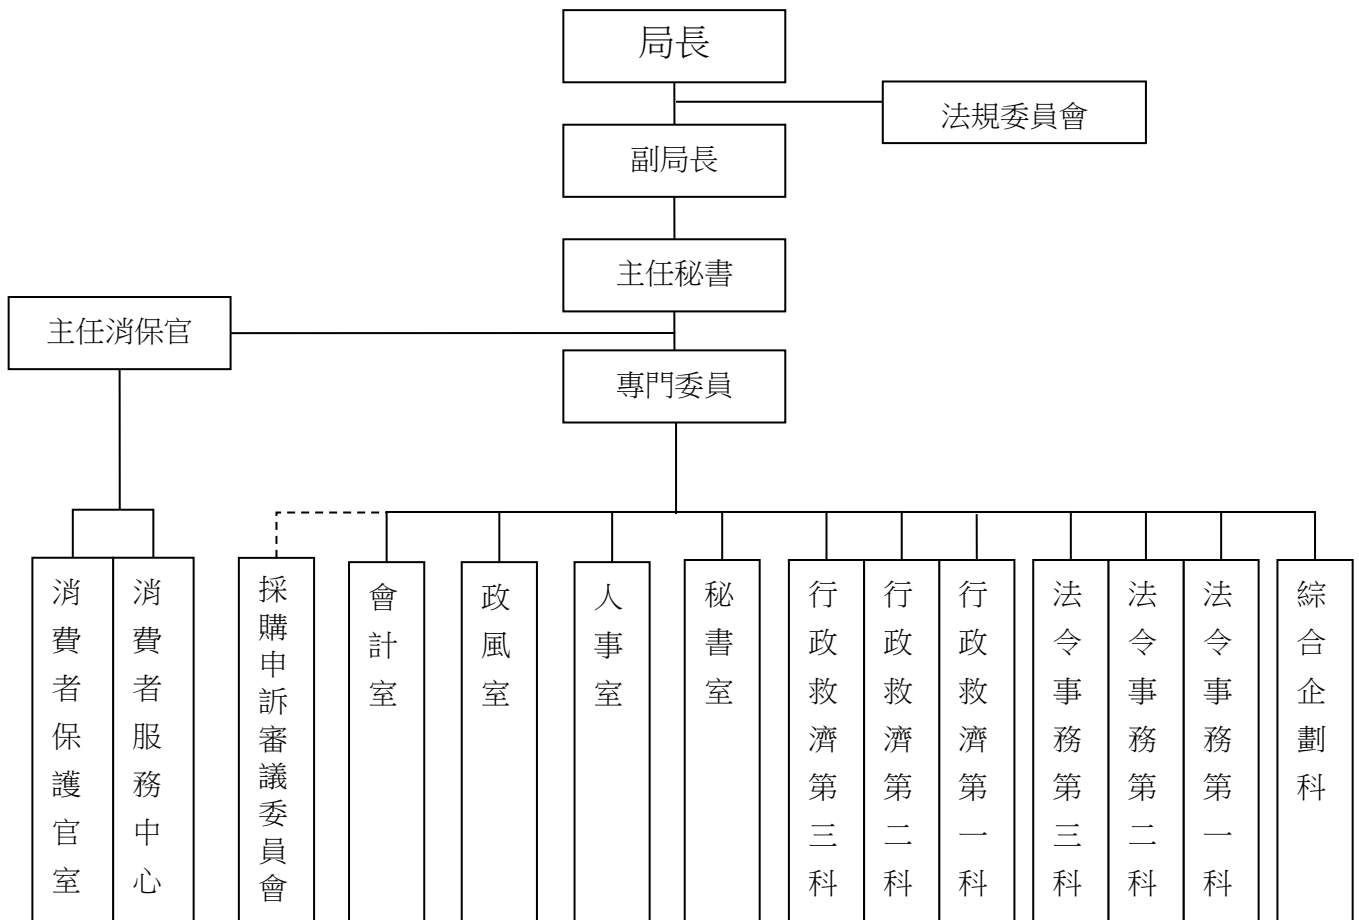 局長
法規委員會
副局長
主任秘書
主任消保官
專門委員
消費者保護官室
消費者服務中心
採購申訴審議委員會
會計室
政風室
人事室
秘書室
行政救濟第三科
行政救濟第二科
行政救濟第一科
法令事務第三科
法令事務第二科
法令事務第一科
綜合企劃科